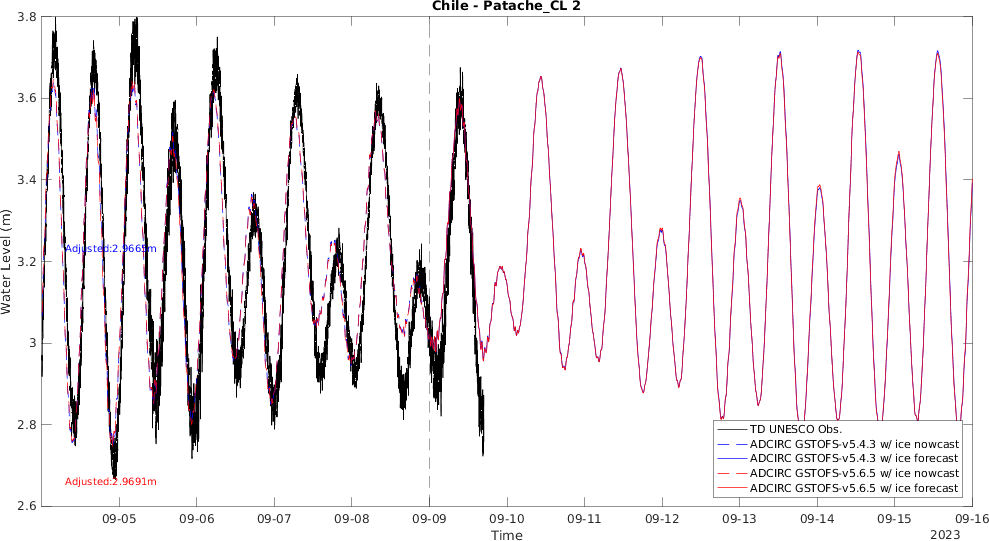 Chile - Patache_CL 2
3.8
3.6
3.4
3.2
3
2.8
2.6
Water Level (m)
Adjusted:2.9665m
Adjusted:2.9691m
TD UNESCO Obs.
ADCIRC GSTOFS-v5.4.3 w/ ice nowcast
ADCIRC GSTOFS-v5.4.3 w/ ice forecast
ADCIRC GSTOFS-v5.6.5 w/ ice nowcast
ADCIRC GSTOFS-v5.6.5 w/ ice forecast
09-05 09-06 09-07 09-08 09-09 09-10 09-11 09-12 09-13 09-14 09-15 09-16
Time
2023